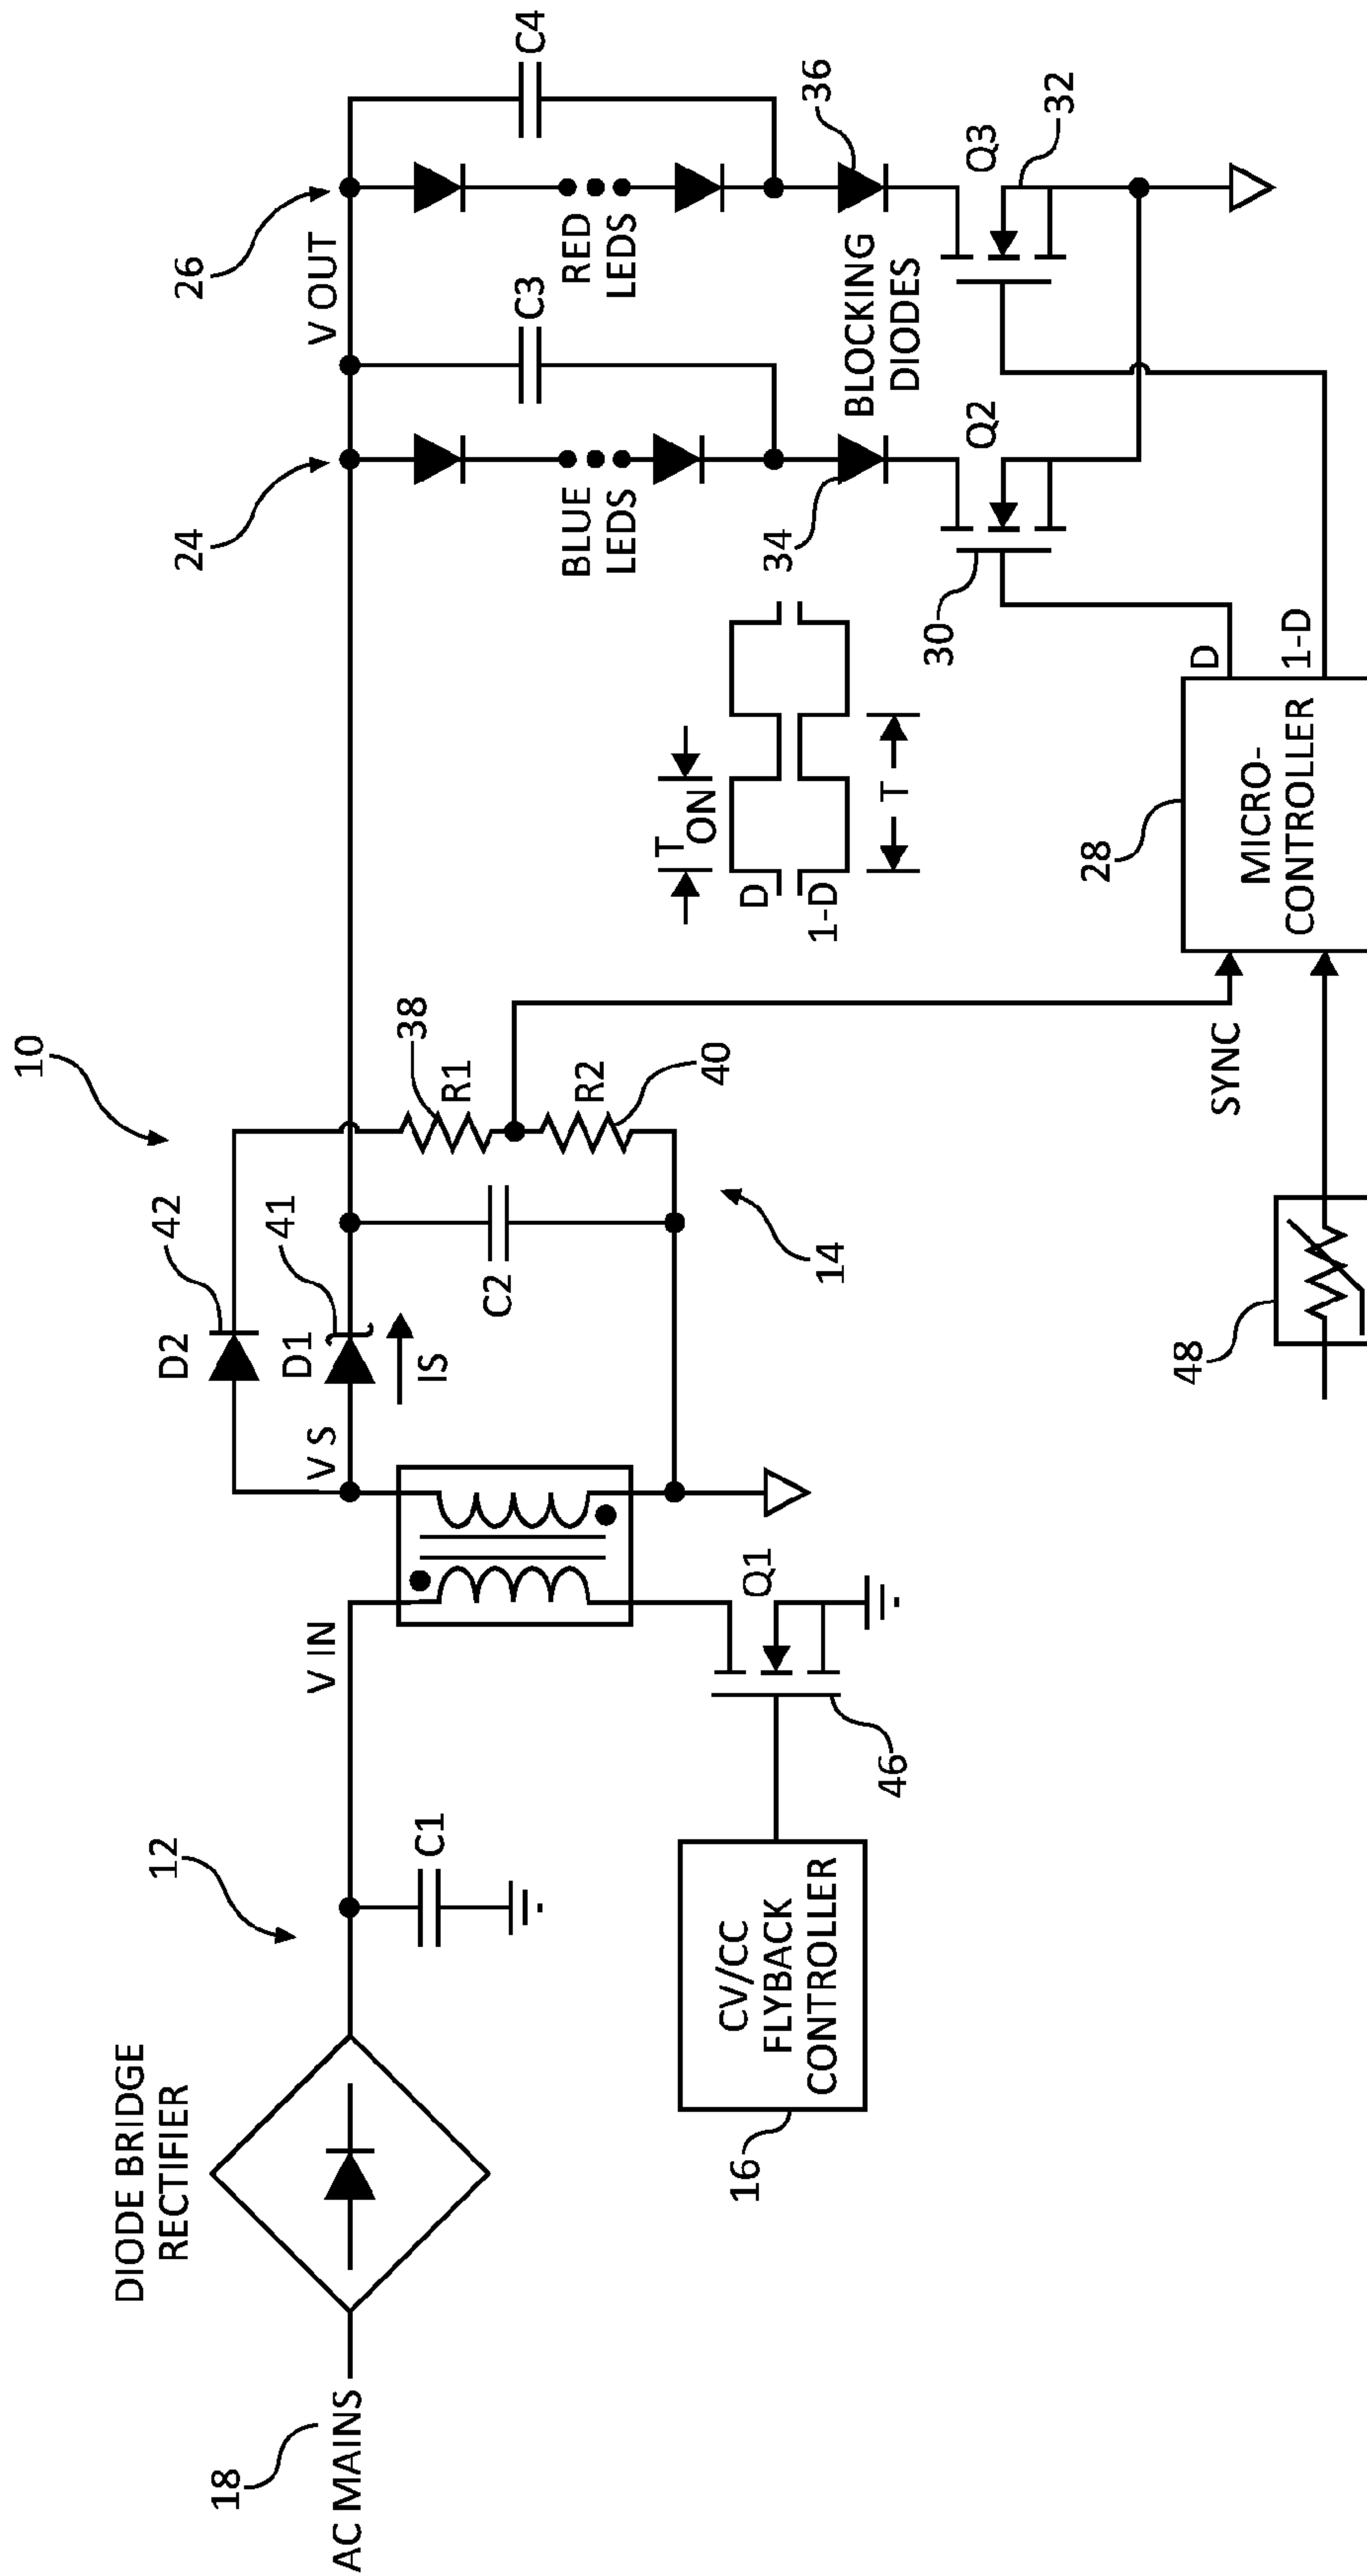 10
12
18
AC MAINS
DIODE BRIDGE
RECTIFIER
C1
V IN
V S
D2
42
D1
41
IS
C2
14
R1
38
R2
40
V OUT
24
26
BLUE
LEDS
RED
LEDS
C3
C4
34
36
BLOCKING
DIODES
Q2
30
Q3
32
T
ON
D
1-D
T
16
CV/CC
FLYBACK
CONTROLLER
Q1
46
SYNC
28
MICRO-
CONTROLLER
D
1-D
48